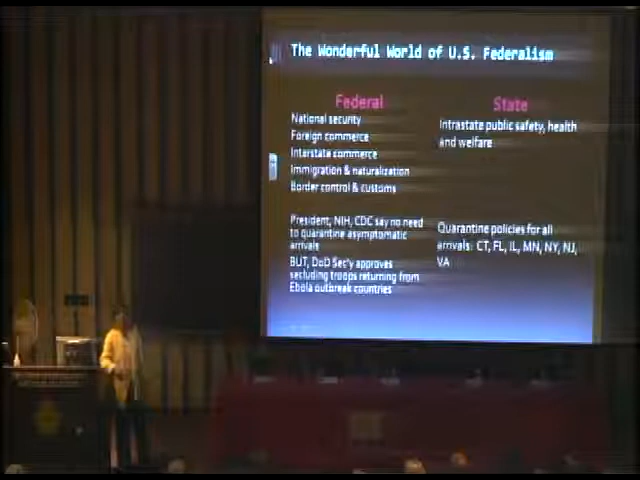 The Wonderful World of U.S. Federalism
Federal
National security
Foreign commerce
Interstate commerce
Immigration & naturalization
Border control & customs
President, NIH, CDC say no need
to quarantine asymptomatic
arrivals
BUT, DoD Sec'y approves
secluding troops returning from
Ebola outbreak countries
State
Intrastate public safety, health
and welfare
Quarantine policies for all
arrivals: CT, FL, IL, MN, NY, NJ,
VA